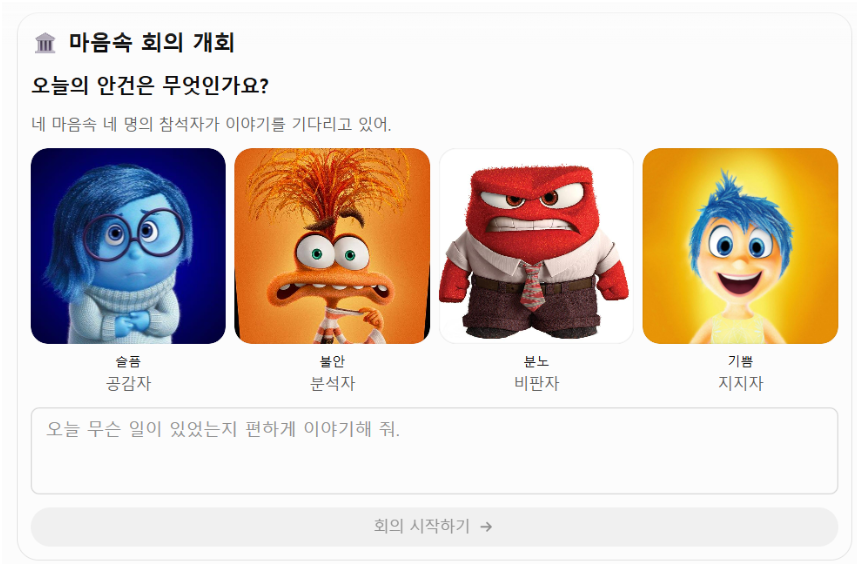 마음속 회의 개회
오늘의 안건은 무엇인가요?
네 마음속 네 명의 참석자가 이야기를 기다리고 있어.
슬픔
공감자
불안
분석자
분노
비판자
기쁨
지지자
오늘 무슨 일이 있었는지 편하게 이야기해 줘.
회의 시작하기 →